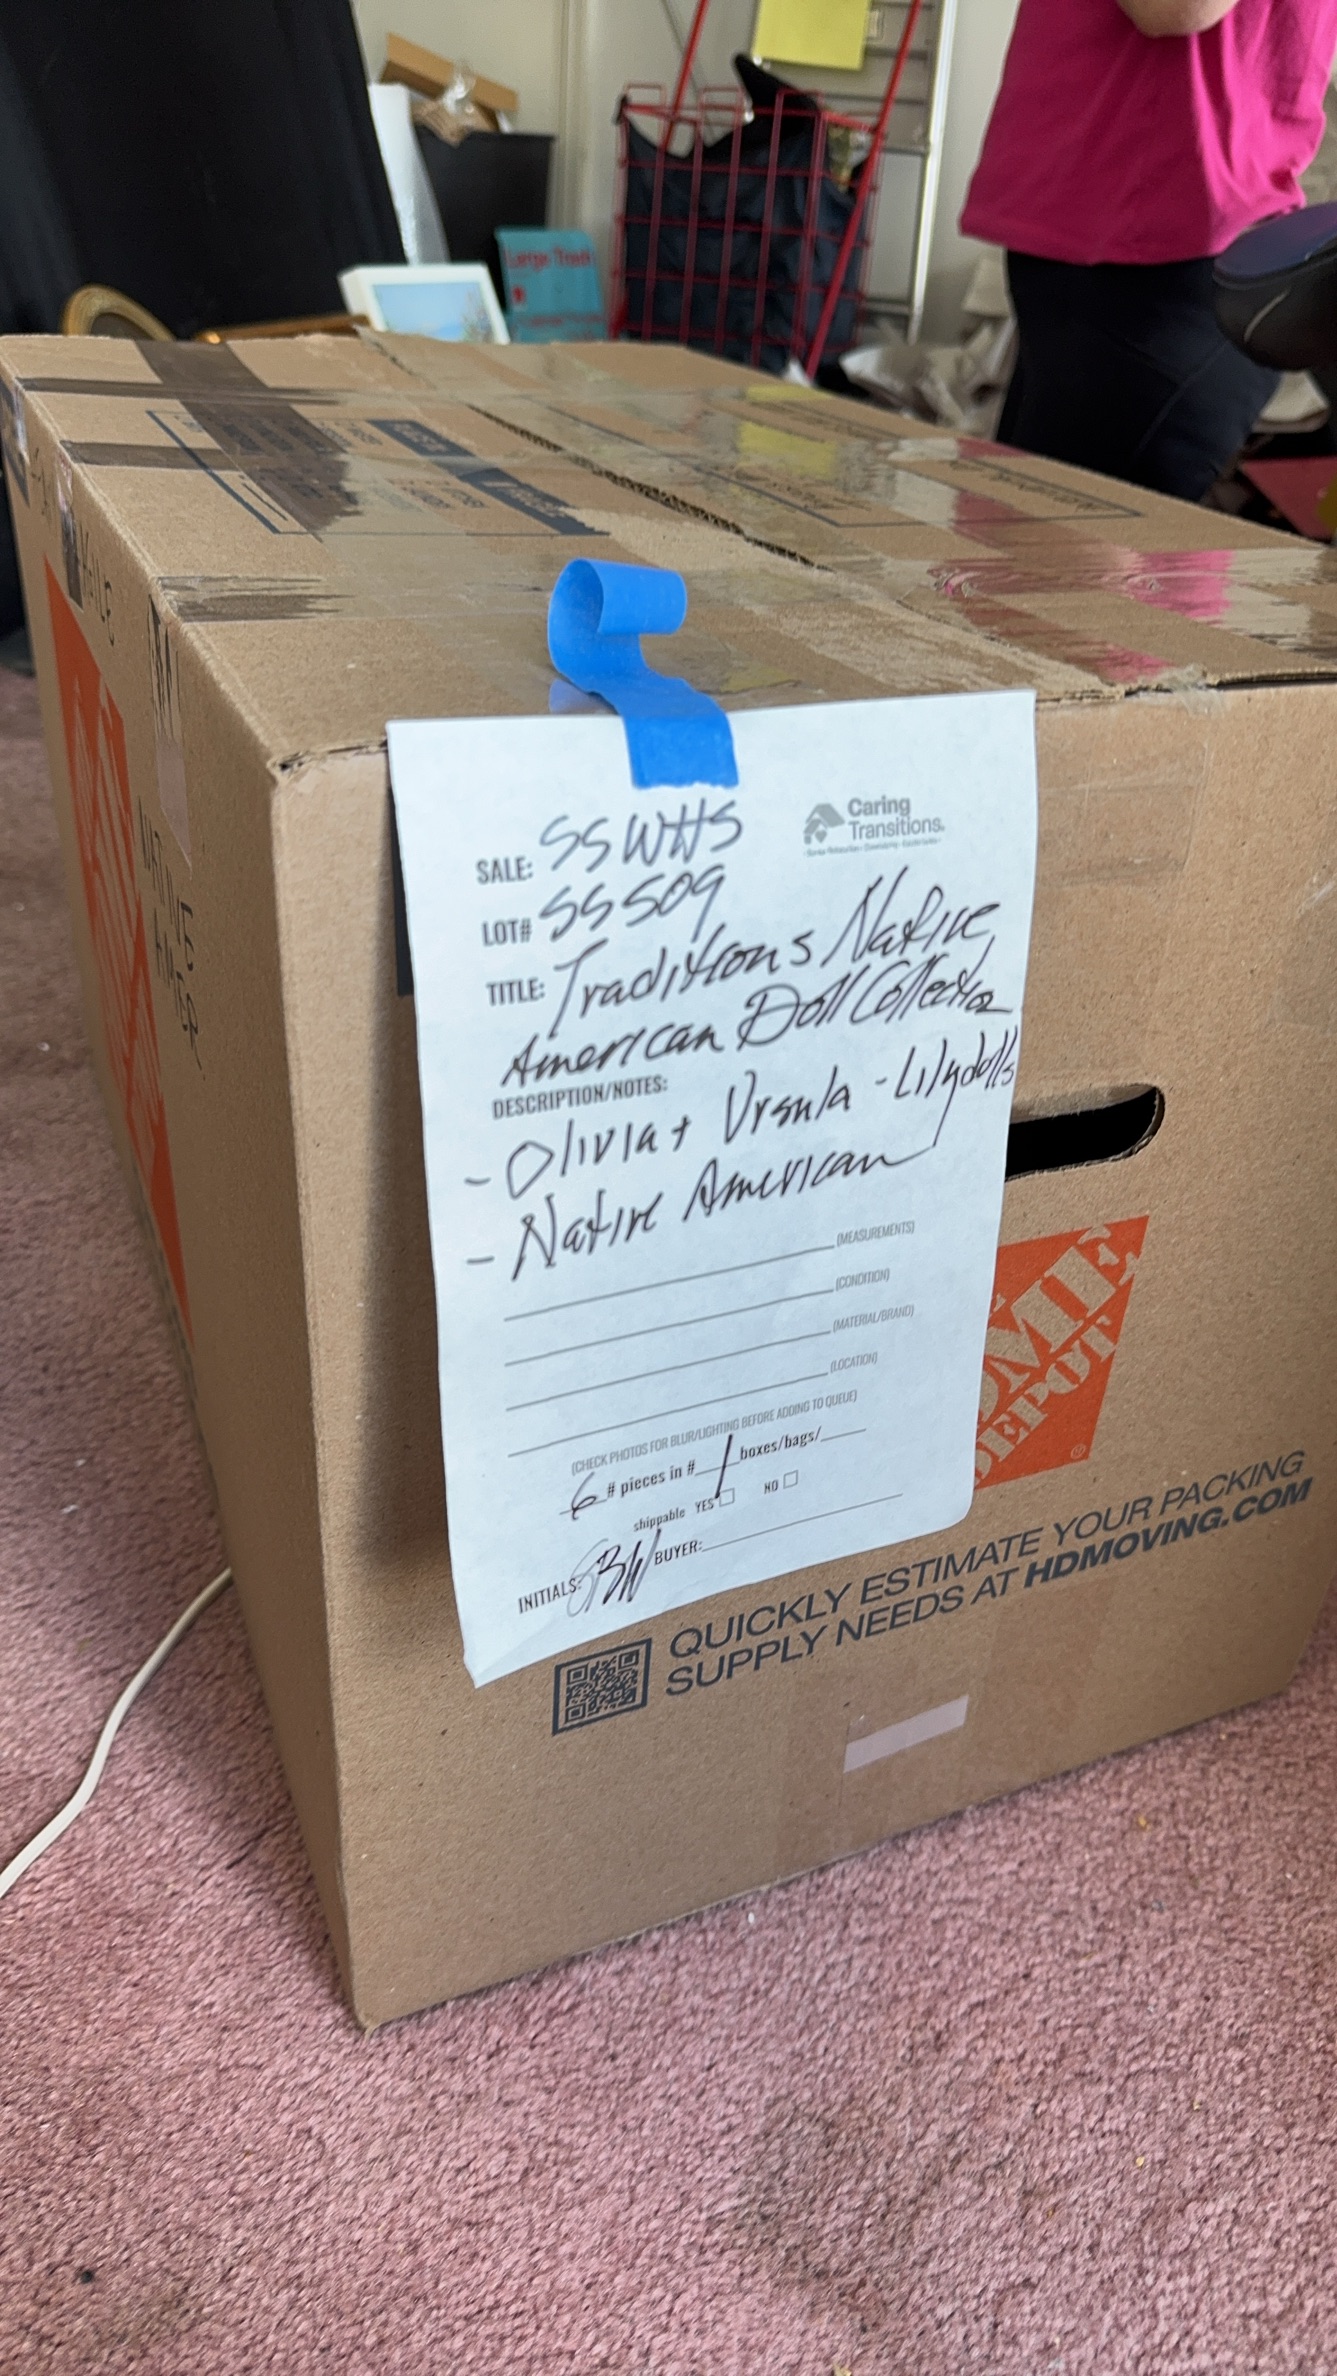 Large Print
SALE: SSWHS
Caring
Transitions.
LOT# SS509
TITLE: Traditions Native
American Doll Collection
DESCRIPTION/NOTES:
- Olivia + Ursula - Lilydolls
- Native American
(MEASUREMENTS)
(CONDITION)
(MATERIAL/BRAND)
(LOCATION)
(CHECK PHOTOS FOR BLUR/LIGHTING BEFORE ADDING TO QUEUE)
6 # pieces in # 1 boxes/bags/
shippable YES NO
INITIALS: BW BUYER:
HOME
DEPOT
QUICKLY ESTIMATE YOUR PACKING
SUPPLY NEEDS AT HDMOVING.COM